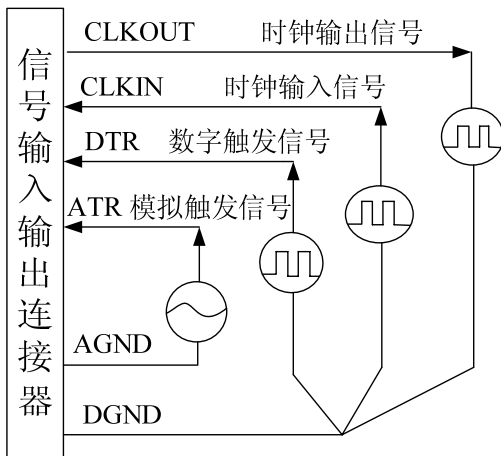 信号输入输出连接器
CLKOUT 时钟输出信号
CLKIN 时钟输入信号
DTR 数字触发信号
ATR 模拟触发信号
AGND
DGND